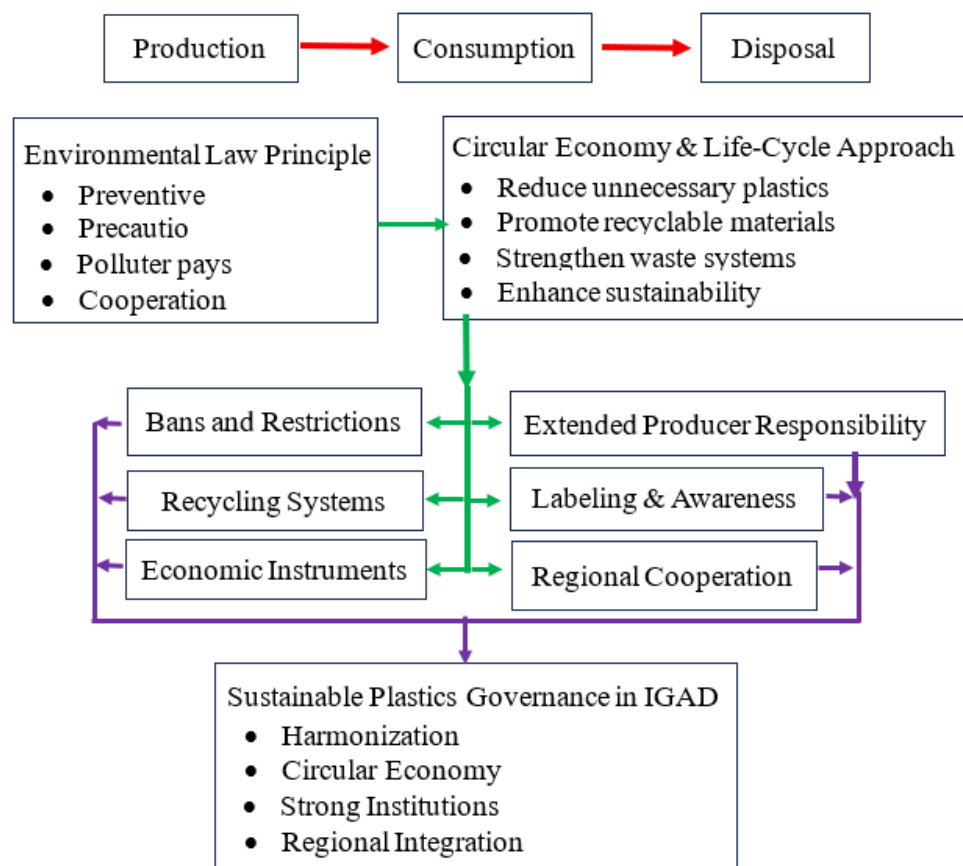 Production
Consumption
Disposal
Environmental Law Principle
• Preventive
• Precautio
• Polluter pays
• Cooperation
Circular Economy & Life-Cycle Approach
• Reduce unnecessary plastics
• Promote recyclable materials
• Strengthen waste systems
• Enhance sustainability
Bans and Restrictions
Extended Producer Responsibility
Recycling Systems
Labeling & Awareness
Economic Instruments
Regional Cooperation
Sustainable Plastics Governance in IGAD
• Harmonization
• Circular Economy
• Strong Institutions
• Regional Integration